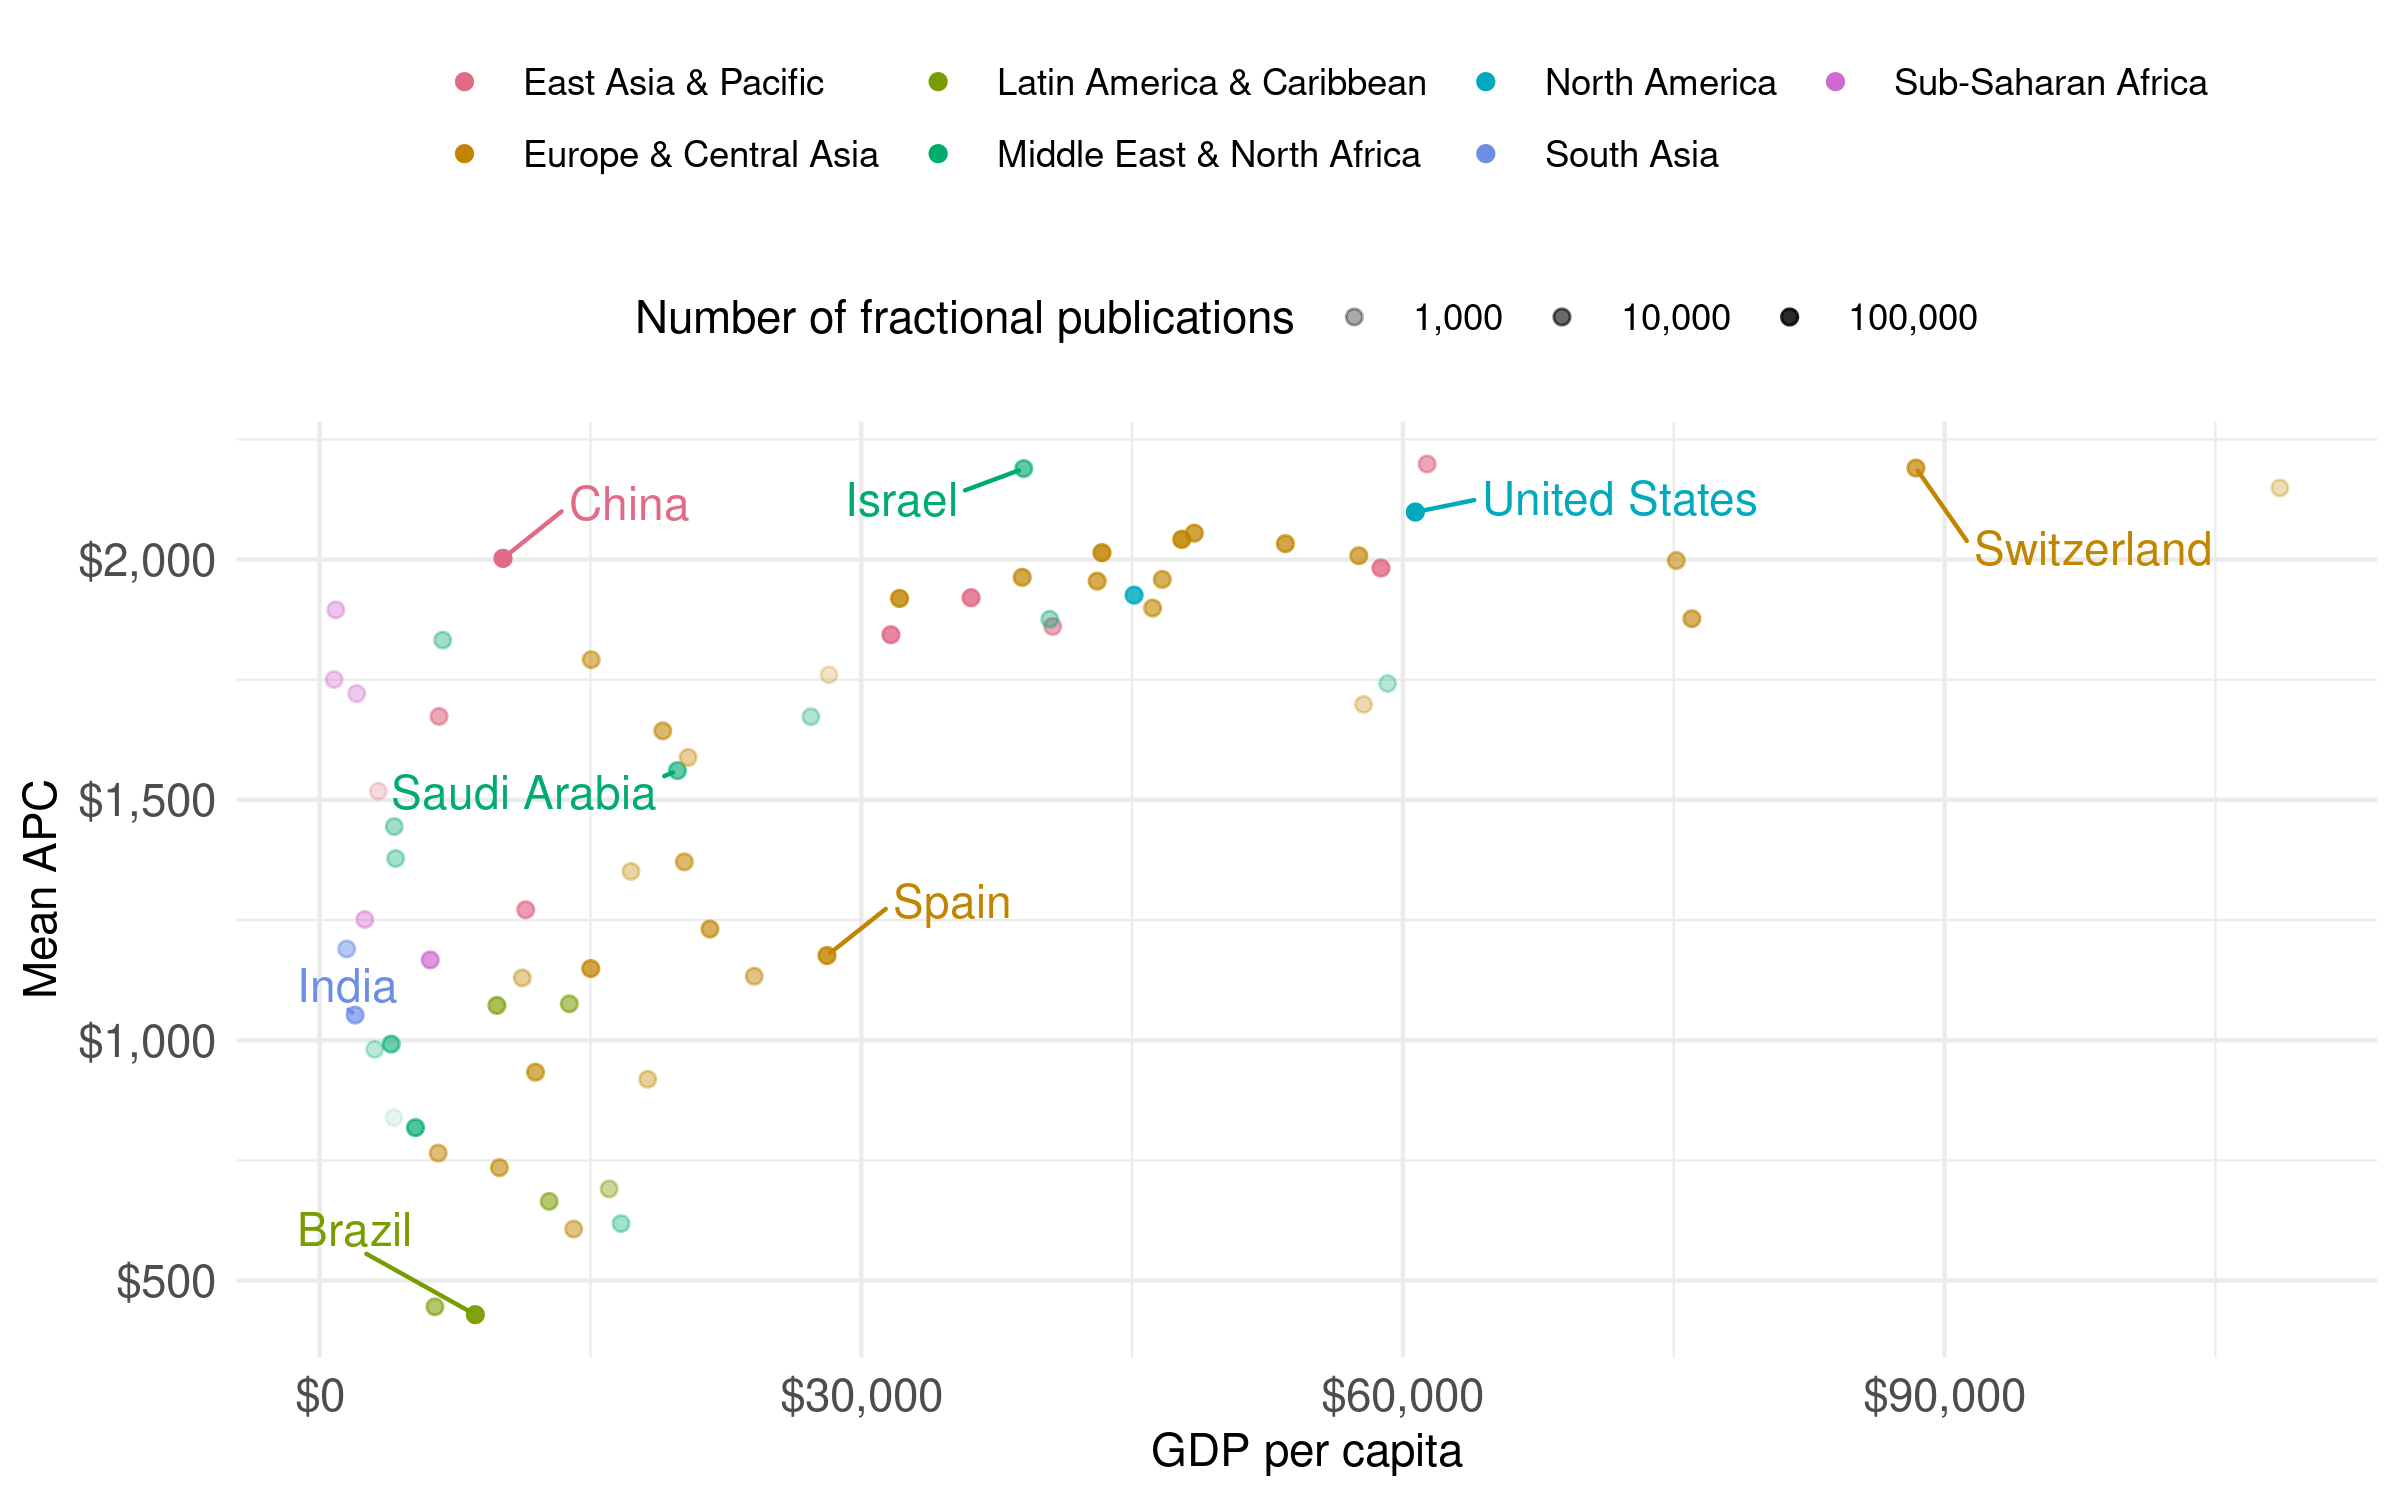 East Asia & Pacific
Latin America & Caribbean
North America
Sub-Saharan Africa
Europe & Central Asia
Middle East & North Africa
South Asia
Number of fractional publications
1,000
10,000
100,000
Mean APC
$2,000
$1,500
$1,000
$500
China
Israel
United States
Switzerland
Saudi Arabia
Spain
India
Brazil
$0
$30,000
$60,000
$90,000
GDP per capita